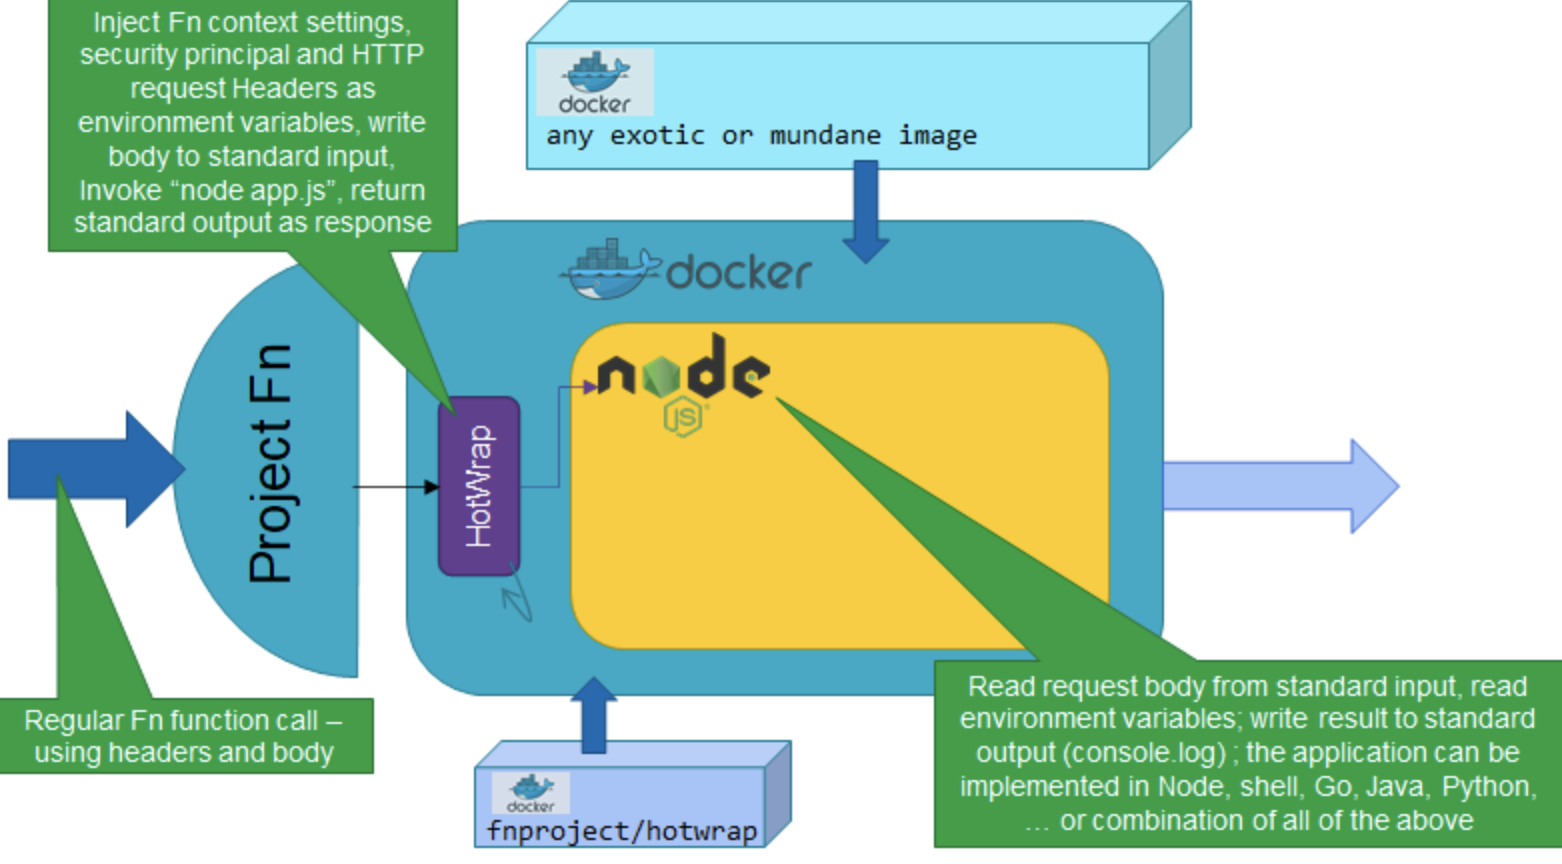 Inject Fn context settings,
security principal and HTTP
request Headers as
environment variables, write
body to standard input,
Invoke “node app.js”, return
standard output as response
docker
any exotic or mundane image
docker
node
JS
Project Fn
HotWrap
Regular Fn function call –
using headers and body
docker
fnproject/hotwrap
Read request body from standard input, read
environment variables; write result to standard
output (console.log) ; the application can be
implemented in Node, shell, Go, Java, Python,
... or combination of all of the above